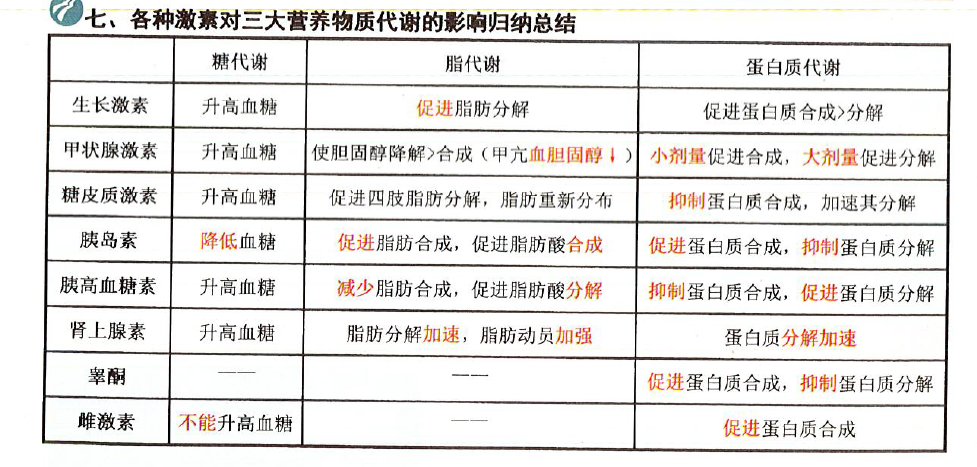 七、各种激素对三大营养物质代谢的影响归纳总结
糖代谢 脂代谢 蛋白质代谢
生长激素 升高血糖 促进脂肪分解 促进蛋白质合成>分解
甲状腺激素 升高血糖 使胆固醇降解>合成（甲亢血胆固醇↓） 小剂量促进合成，大剂量促进分解
糖皮质激素 升高血糖 促进四肢脂肪分解，脂肪重新分布 抑制蛋白质合成，加速其分解
胰岛素 降低血糖 促进脂肪合成，促进脂肪酸合成 促进蛋白质合成，抑制蛋白质分解
胰高血糖素 升高血糖 减少脂肪合成，促进脂肪酸分解 抑制蛋白质合成，促进蛋白质分解
肾上腺素 升高血糖 脂肪分解加速，脂肪动员加强 蛋白质分解加速
睾酮 —— —— 促进蛋白质合成，抑制蛋白质分解
雌激素 不能升高血糖 —— 促进蛋白质合成